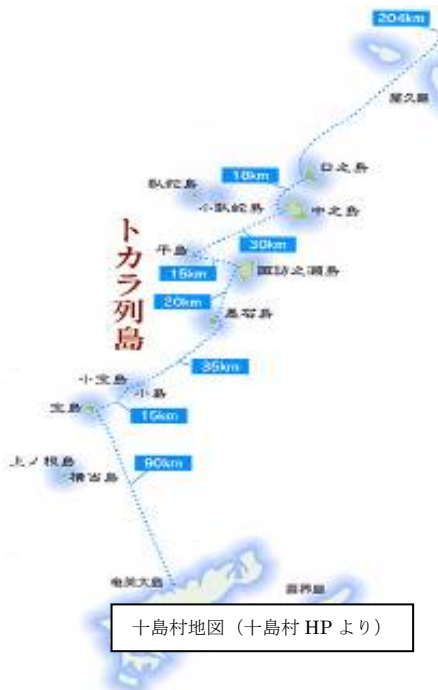 204km
屋久島
口之島
臥蛇島
18km
小臥蛇島
中之島
平島
30km
15km
諏訪之瀬島
20km
悪石島
トカラ列島
35km
小宝島
小島
宝島
15km
上ノ根島
横当島
90km
奄美大島
喜界島
十島村地図（十島村 HP より）